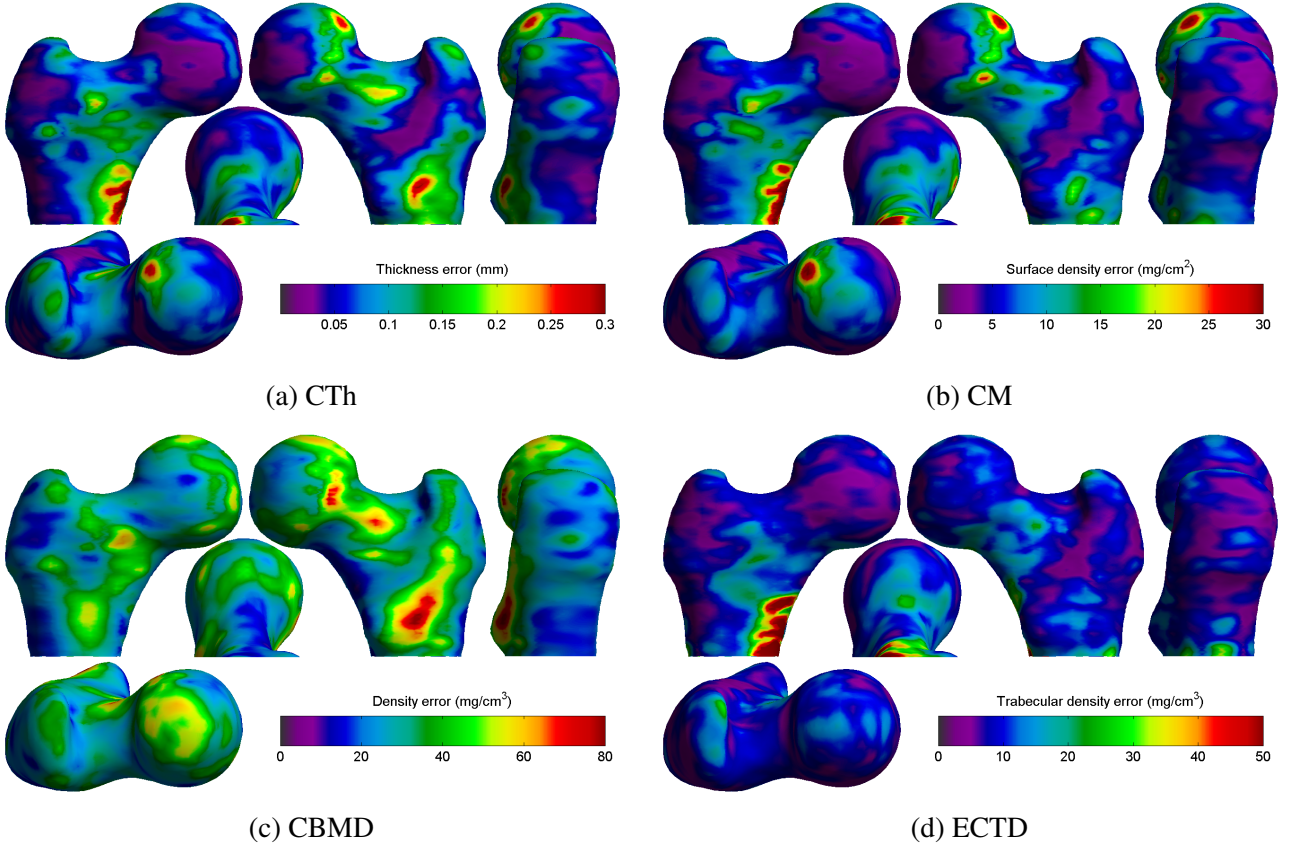 Thickness error (mm)
0.05 0.1 0.15 0.2 0.25 0.3
Surface density error (mg/cm²)
0 5 10 15 20 25 30
(a) CTh
(b) CM
Density error (mg/cm³)
0 20 40 60 80
Trabecular density error (mg/cm³)
0 10 20 30 40 50
(c) CBMD
(d) ECTD